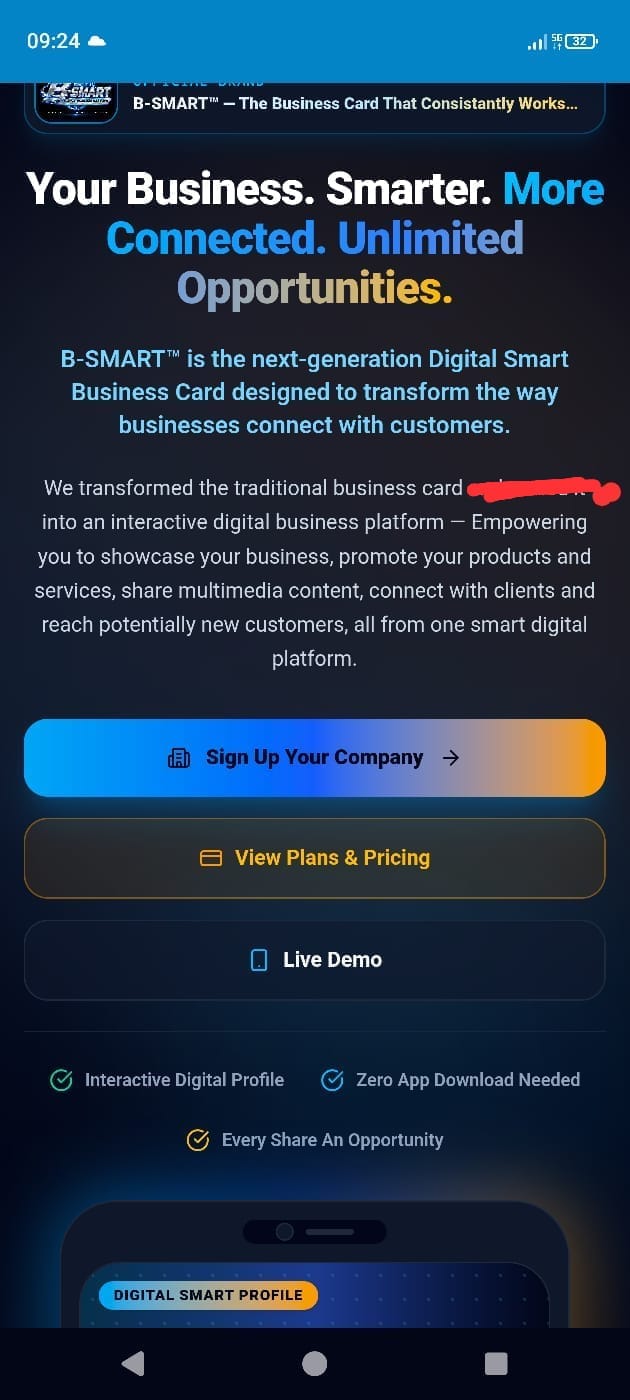 09:24
5G
32
B-SMART
OFFICIAL BRAND
B-SMART™ — The Business Card That Consistantly Works...
Your Business. Smarter. More
Connected. Unlimited
Opportunities.
B-SMART™ is the next-generation Digital Smart
Business Card designed to transform the way
businesses connect with customers.
We transformed the traditional business card
into an interactive digital business platform — Empowering
you to showcase your business, promote your products and
services, share multimedia content, connect with clients and
reach potentially new customers, all from one smart digital
platform.
Sign Up Your Company
View Plans & Pricing
Live Demo
Interactive Digital Profile
Zero App Download Needed
Every Share An Opportunity
DIGITAL SMART PROFILE